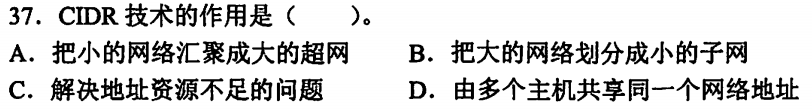 37．CIDR 技术的作用是（　　）。
A．把小的网络汇聚成大的超网　　B．把大的网络划分成小的子网
C．解决地址资源不足的问题　　D．由多个主机共享同一个网络地址